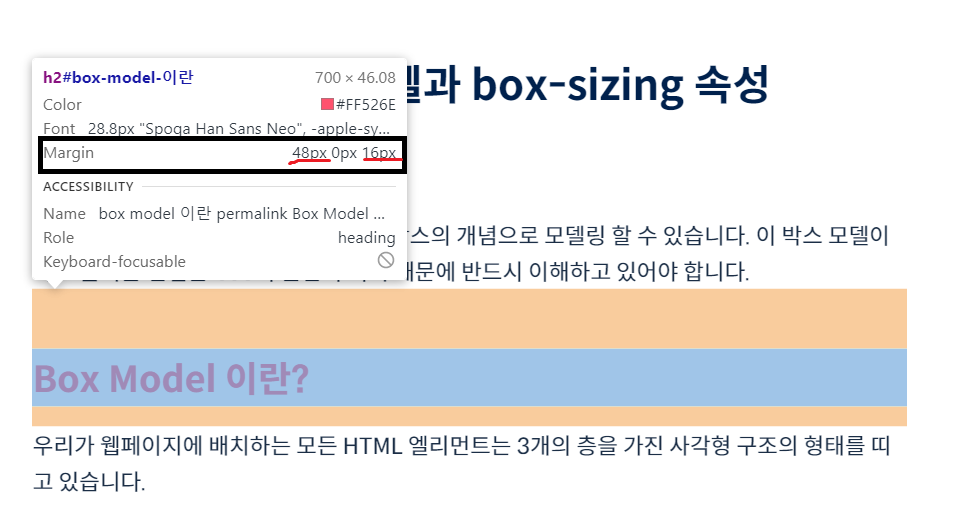 델과 box-sizing 속성
h2#box-model-이란 700 × 46.08
Color #FF526E
Font 28.8px "Spoqa Han Sans Neo", -apple-sy...
Margin 48px 0px 16px
ACCESSIBILITY
Name box model 이란 permalink Box Model ...
Role heading
Keyboard-focusable
스의 개념으로 모델링 할 수 있습니다. 이 박스 모델이
때문에 반드시 이해하고 있어야 합니다.
Box Model 이란?
우리가 웹페이지에 배치하는 모든 HTML 엘리먼트는 3개의 층을 가진 사각형 구조의 형태를 띠
고 있습니다.